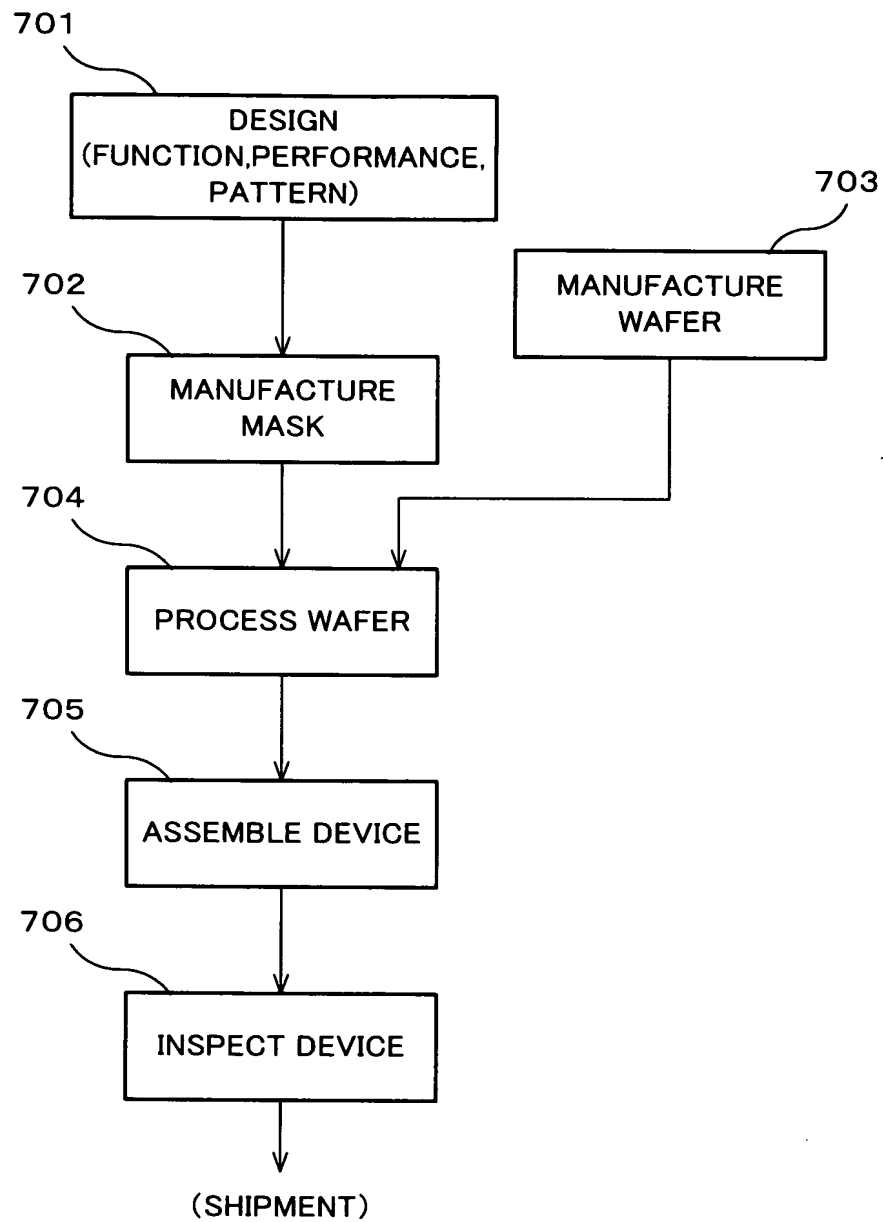 701
DESIGN
(FUNCTION,PERFORMANCE,
PATTERN)
703
MANUFACTURE
WAFER
702
MANUFACTURE
MASK
704
PROCESS WAFER
705
ASSEMBLE DEVICE
706
INSPECT DEVICE
(SHIPMENT)